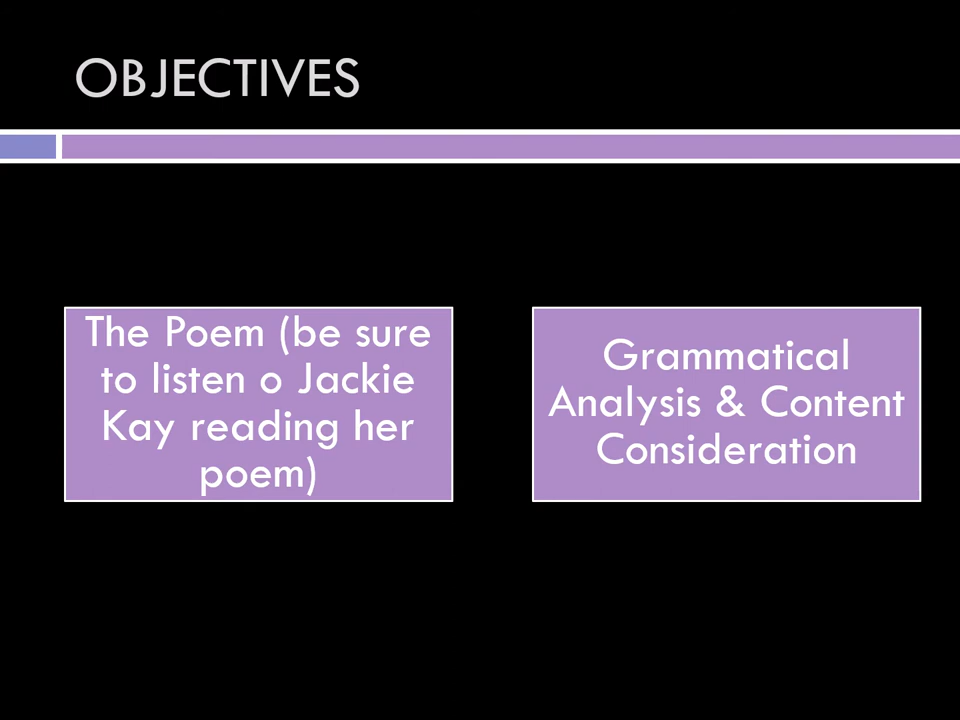 OBJECTIVES
The Poem (be sure
to listen o Jackie
Kay reading her
poem)
Grammatical
Analysis & Content
Consideration